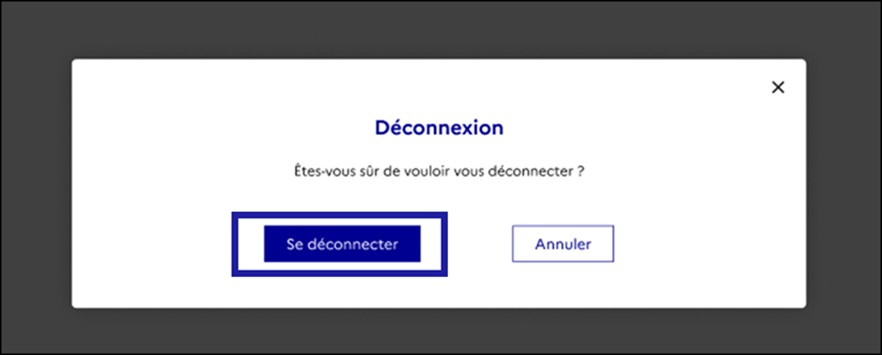 Déconnexion
Êtes-vous sûr de vouloir vous déconnecter ?
Se déconnecter
Annuler